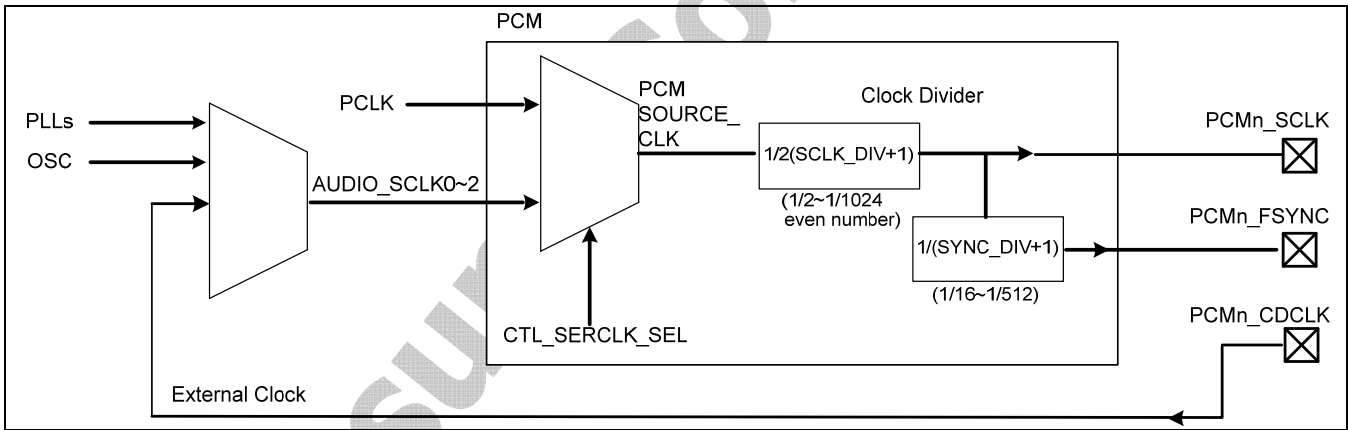 PCM
PLLs
OSC
PCLK
AUDIO_SCLK0~2
PCM
SOURCE_
CLK
CTL_SERCLK_SEL
Clock Divider
1/2(SCLK_DIV+1)
(1/2~1/1024
even number)
1/(SYNC_DIV+1)
(1/16~1/512)
PCMn_SCLK
PCMn_FSYNC
PCMn_CDCLK
External Clock